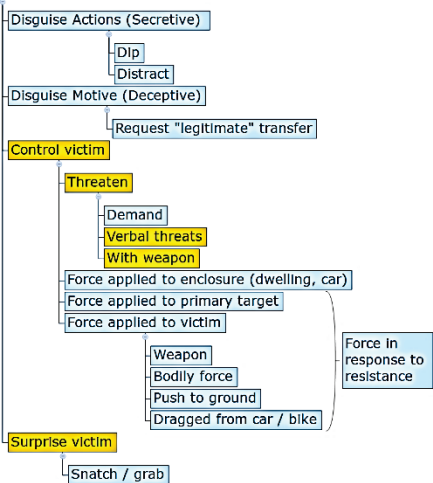 Disguise Actions (Secretive)
Dip
Distract
Disguise Motive (Deceptive)
Request "legitimate" transfer
Control victim
Threaten
Demand
Verbal threats
With weapon
Force applied to enclosure (dwelling, car)
Force applied to primary target
Force applied to victim
Force in
response to
resistance
Weapon
Bodily force
Push to ground
Dragged from car / bike
Surprise victim
Snatch / grab